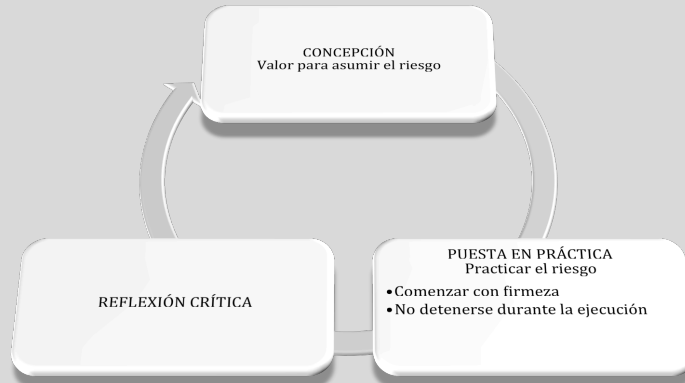 CONCEPCIÓN
Valor para asumir el riesgo
PUESTA EN PRÁCTICA
Practicar el riesgo
•Comenzar con firmeza
•No detenerse durante la ejecución
REFLEXIÓN CRÍTICA